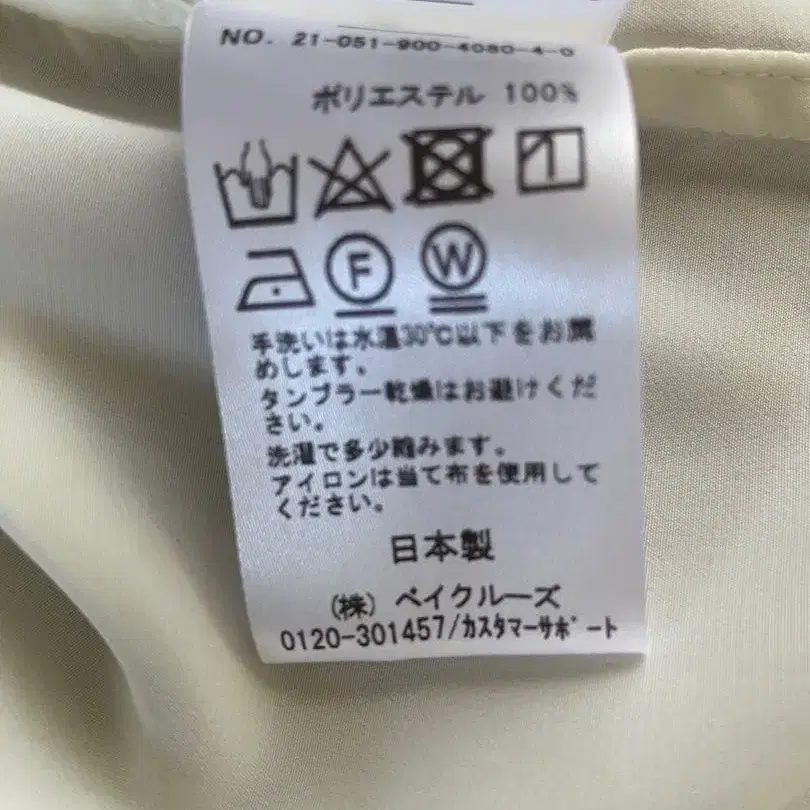 NO. 21-051-900-4080-4-0
ポリエステル 100%
F
W
手洗いは水温30℃以下をお薦
めします。
タンブラー乾燥はお避けくだ
さい。
洗濯で多少縮みます。
アイロンは当て布を使用して
ください。
日本製
(株) ベイクルーズ
0120-301457/ｶｽﾀﾏｰｻﾎﾟｰﾄ